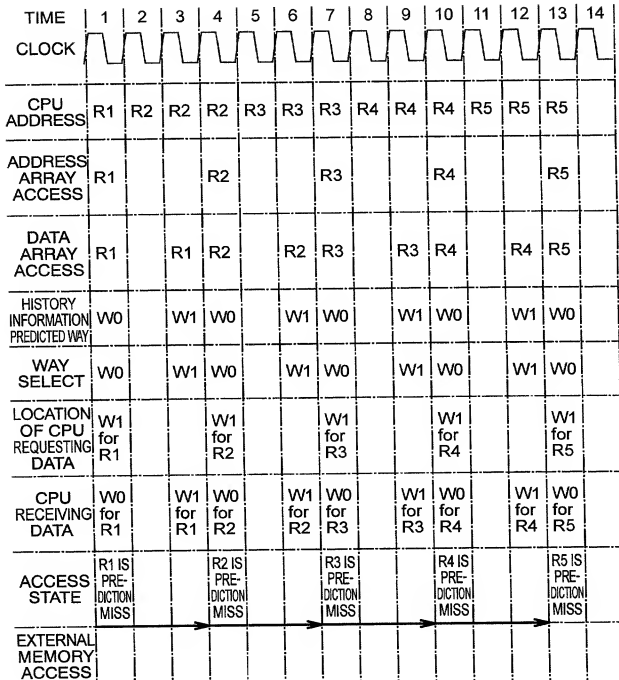 TIME 1 2 3 4 5 6 7 8 9 10 11 12 13 14
CLOCK
CPU
ADDRESS R1 R2 R2 R2 R3 R3 R3 R4 R4 R4 R5 R5 R5
ADDRESS
ARRAY
ACCESS R1 R2 R3 R4 R5
DATA
ARRAY
ACCESS R1 R1 R2 R2 R3 R3 R4 R4 R5
HISTORY
INFORMATION
PREDICTED WAY W0 W1 W0 W1 W0 W1 W0 W1 W0
WAY
SELECT W0 W1 W0 W1 W0 W1 W0 W1 W0
LOCATION
OF CPU
REQUESTING
DATA
W1 W1 W1 W1 W1
for for for for for
R1 R2 R3 R4 R5
CPU
RECEIVING
DATA
W0 W1 W0 W1 W0 W1 W0 W1 W0
for for for for for for for for for
R1 R1 R2 R2 R3 R3 R4 R4 R5
ACCESS
STATE
R1 IS R2 IS R3 IS R4 IS R5 IS
PRE- PRE- PRE- PRE- PRE-
DICTION DICTION DICTION DICTION DICTION
MISS MISS MISS MISS MISS
EXTERNAL
MEMORY
ACCESS